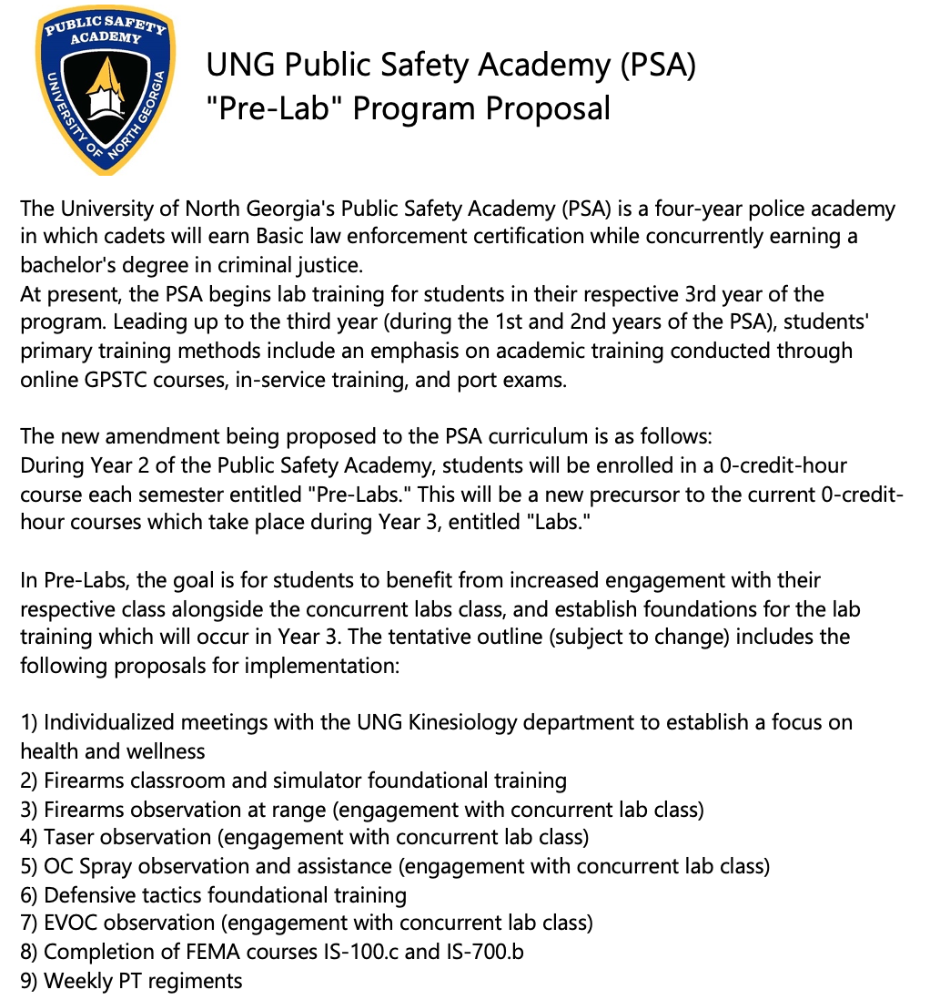 PUBLIC SAFETY
ACADEMY
UNIVERSITY OF NORTH GEORGIA
UNG Public Safety Academy (PSA)
"Pre-Lab" Program Proposal
The University of North Georgia's Public Safety Academy (PSA) is a four-year police academy
in which cadets will earn Basic law enforcement certification while concurrently earning a
bachelor's degree in criminal justice.
At present, the PSA begins lab training for students in their respective 3rd year of the
program. Leading up to the third year (during the 1st and 2nd years of the PSA), students'
primary training methods include an emphasis on academic training conducted through
online GPSTC courses, in-service training, and port exams.
The new amendment being proposed to the PSA curriculum is as follows:
During Year 2 of the Public Safety Academy, students will be enrolled in a 0-credit-hour
course each semester entitled "Pre-Labs." This will be a new precursor to the current 0-credit-
hour courses which take place during Year 3, entitled "Labs."
In Pre-Labs, the goal is for students to benefit from increased engagement with their
respective class alongside the concurrent labs class, and establish foundations for the lab
training which will occur in Year 3. The tentative outline (subject to change) includes the
following proposals for implementation:
1) Individualized meetings with the UNG Kinesiology department to establish a focus on
health and wellness
2) Firearms classroom and simulator foundational training
3) Firearms observation at range (engagement with concurrent lab class)
4) Taser observation (engagement with concurrent lab class)
5) OC Spray observation and assistance (engagement with concurrent lab class)
6) Defensive tactics foundational training
7) EVOC observation (engagement with concurrent lab class)
8) Completion of FEMA courses IS-100.c and IS-700.b
9) Weekly PT regiments